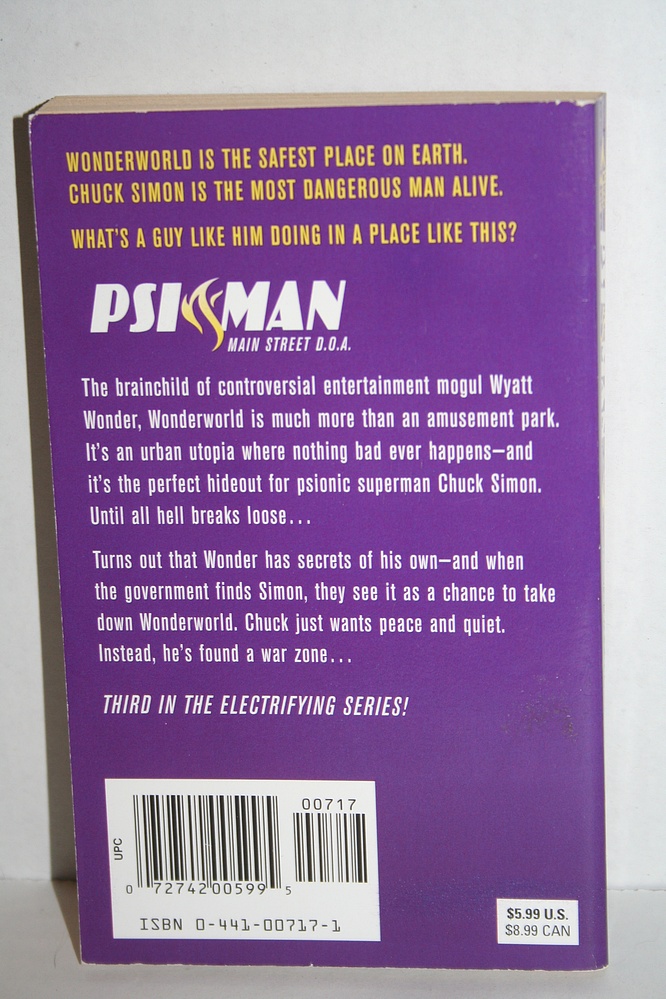 WONDERWORLD IS THE SAFEST PLACE ON EARTH.
CHUCK SIMON IS THE MOST DANGEROUS MAN ALIVE.
WHAT'S A GUY LIKE HIM DOING IN A PLACE LIKE THIS?
PSI MAN
MAIN STREET D.O.A.
The brainchild of controversial entertainment mogul Wyatt
Wonder, Wonderworld is much more than an amusement park.
It's an urban utopia where nothing bad ever happens—and
it's the perfect hideout for psionic superman Chuck Simon.
Until all hell breaks loose...
Turns out that Wonder has secrets of his own—and when
the government finds Simon, they see it as a chance to take
down Wonderworld. Chuck just wants peace and quiet.
Instead, he's found a war zone...
THIRD IN THE ELECTRIFYING SERIES!
00717
UPC
0 72742 00599 5
ISBN 0-441-00717-1
$5.99 U.S.
$8.99 CAN